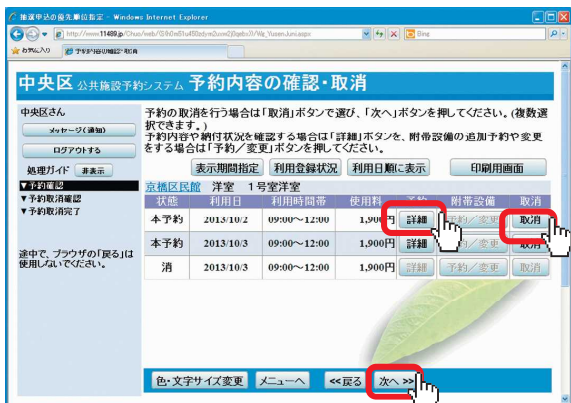 抽選申込の優先順位指定 - Windows Internet Explorer
Bing
お気に入り
中央区 公共施設予約システム 予約内容の確認・取消
中央区さん
メッセージ(通知)
ログアウトする
処理ガイド 非表示
▼予約確認
▼予約取消確認
▼予約取消完了
途中で、ブラウザの「戻る」は
使用しないでください。
予約の取消を行う場合は「取消」ボタンで選び、「次へ」ボタンを押してください。(複数選
択できます。)
予約内容や納付状況を確認する場合は「詳細」ボタンを、附帯設備の追加予約や変更
をする場合は「予約/変更」ボタンを押してください。
表示期間指定 利用登録状況 利用日順に表示 印刷用画面
京橋区民館 洋室 1号室洋室
状態 利用日 利用時間帯 使用料 予約 附帯設備 取消
本予約 2013/10/2 09:00~12:00 1,900円 詳細 予約/変更 取消
本予約 2013/10/3 09:00~12:00 1,900円 詳細 予約/変更 取消
消 2013/10/3 09:00~12:00 1,900円 詳細 予約/変更 取消
色・文字サイズ変更 メニューへ <<戻る 次へ >>